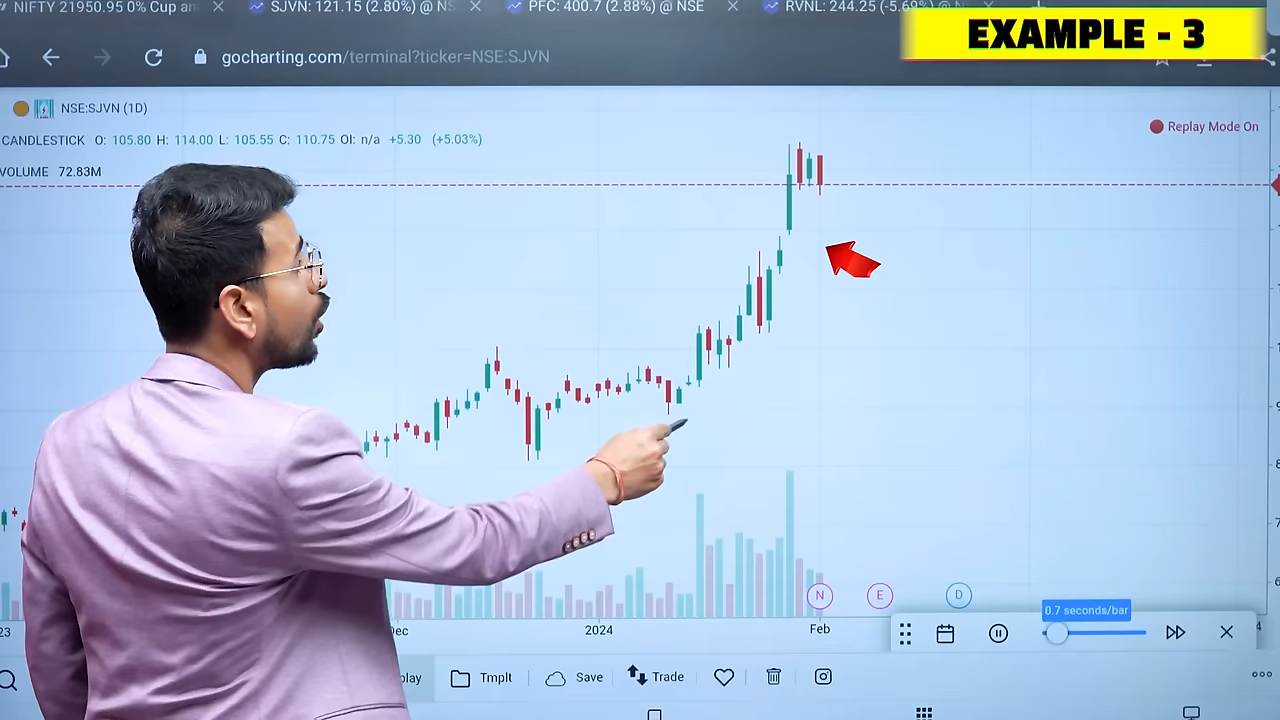 NIFTY 21950.95 0% Cup an
SJVN: 121.15 (2.80%) @ NS
PFC: 400.7 (2.88%) @ NSE
RVNL: 244.25 (-5.69%) @ NS
EXAMPLE - 3
gocharting.com/terminal?ticker=NSE:SJVN
NSE:SJVN (1D)
Replay Mode On
CANDLESTICK O: 105.80 H: 114.00 L: 105.55 C: 110.75 OI: n/a +5.30 (+5.03%)
VOLUME 72.83M
N E D
0.7 seconds/bar
23 Dec 2024 Feb
play Tmplt Save Trade